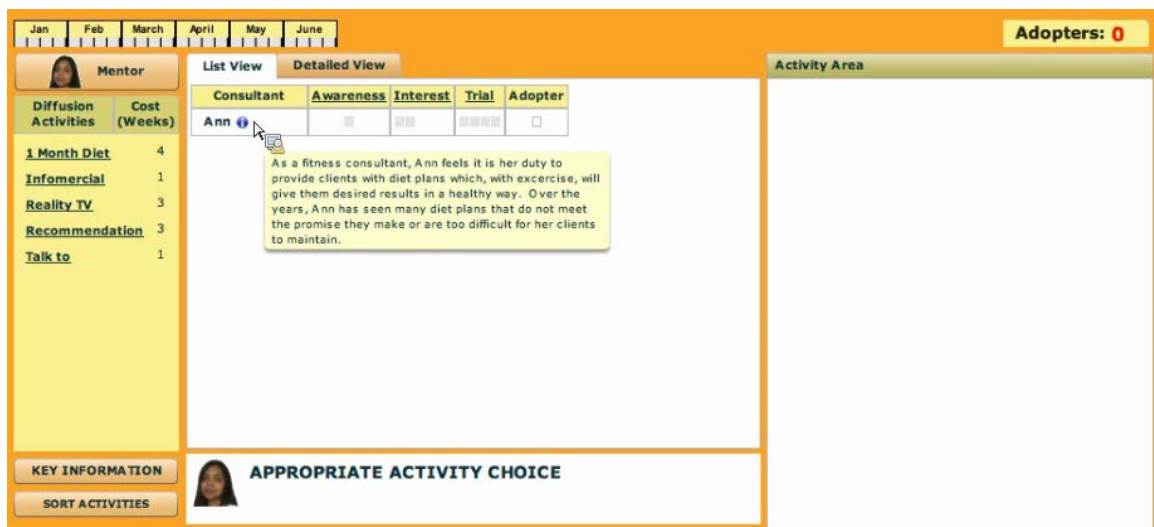 Jan Feb March April May June
Adopters: 0
Mentor
Diffusion Activities Cost (Weeks)
1 Month Diet 4
Infomercial 1
Reality TV 3
Recommendation 3
Talk to 1
KEY INFORMATION
SORT ACTIVITIES
List View Detailed View
Consultant Awareness Interest Trial Adopter
Ann i
As a fitness consultant, Ann feels it is her duty to
provide clients with diet plans which, with excercise, will
give them desired results in a healthy way. Over the
years, Ann has seen many diet plans that do not meet
the promise they make or are too difficult for her clients
to maintain.
APPROPRIATE ACTIVITY CHOICE
Activity Area